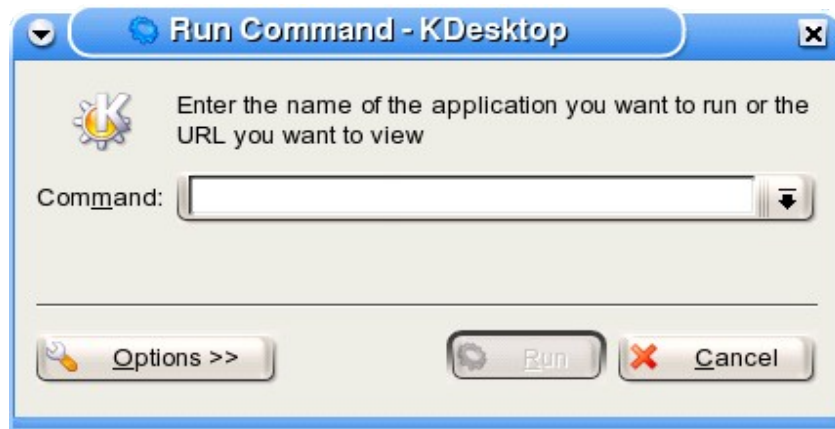 Run Command - KDesktop
Enter the name of the application you want to run or the
URL you want to view
Command:
Options >>
Run
Cancel